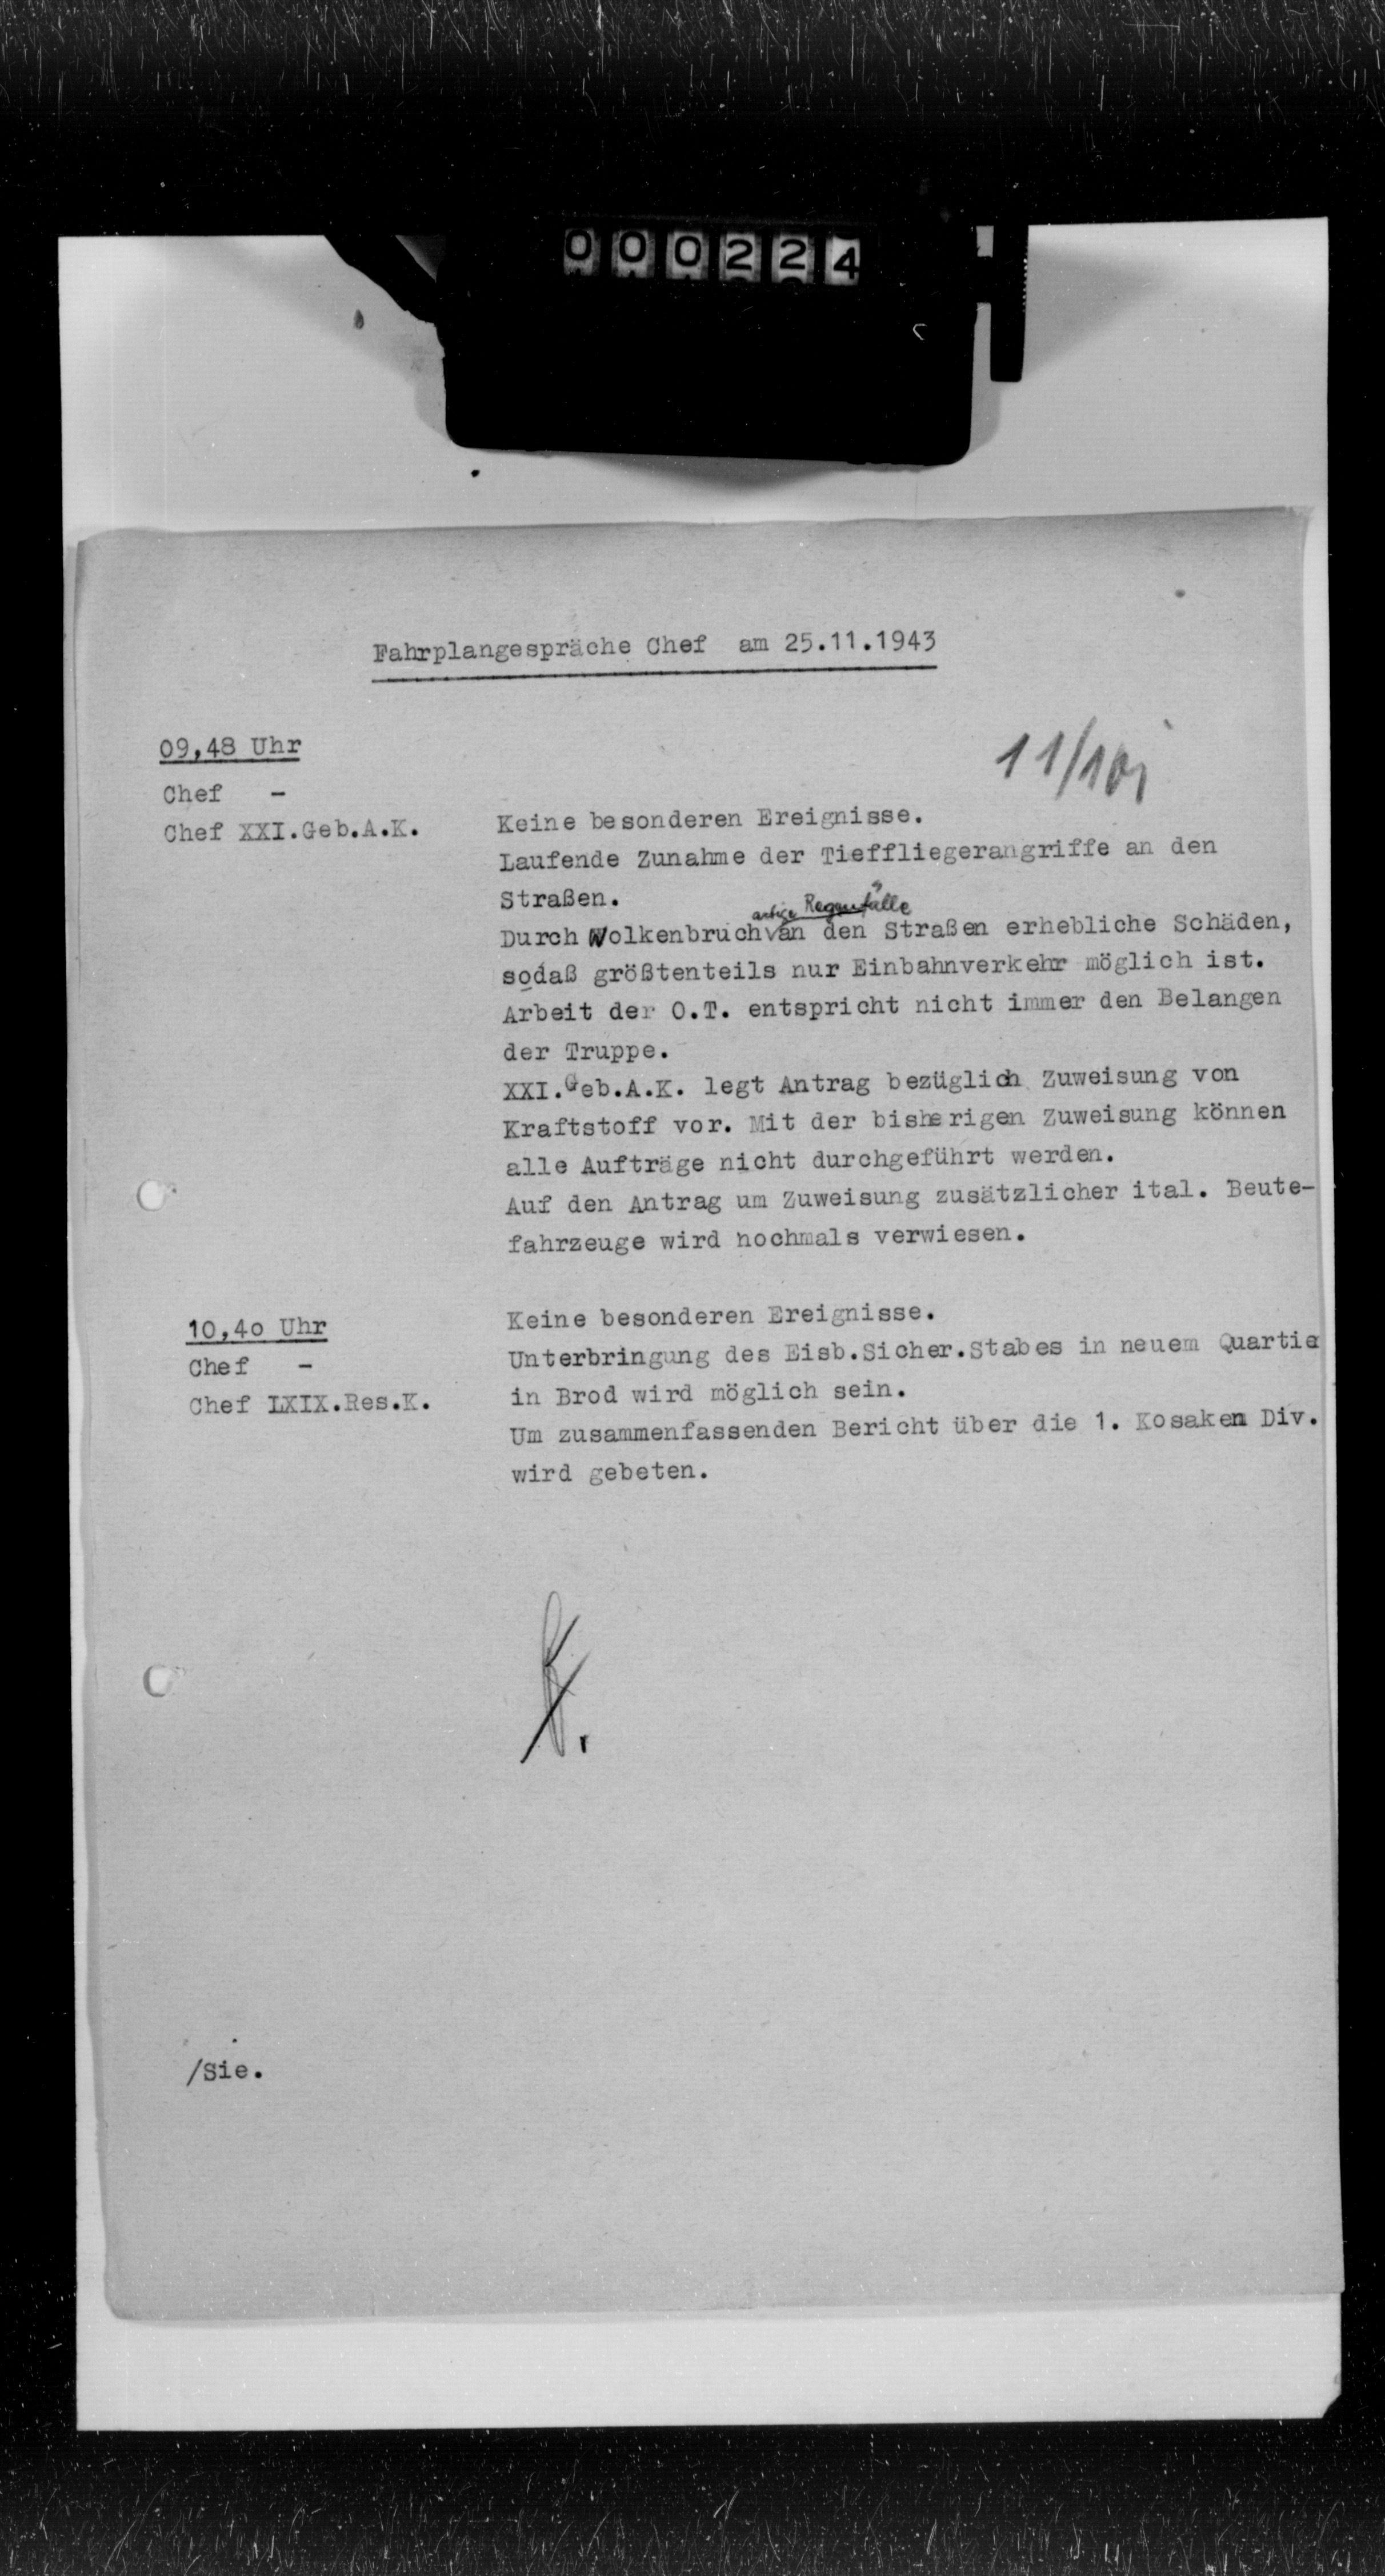 000224
Fahrplangespräche Chef am 25.11.1943
11/101
09,48 Uhr
Chef -
Chef XXI.Geb.A.K.
Keine besonderen Ereignisse.
Laufende Zunahme der Tieffliegerangriffe an den
Straßen.
artige Regenfälle
Durch Wolkenbruch an den Straßen erhebliche Schäden,
sodaß größtenteils nur Einbahnverkehr möglich ist.
Arbeit der O.T. entspricht nicht immer den Belangen
der Truppe.
XXI.Geb.A.K. legt Antrag bezüglich Zuweisung von
Kraftstoff vor. Mit der bisherigen Zuweisung können
alle Aufträge nicht durchgeführt werden.
Auf den Antrag um Zuweisung zusätzlicher ital. Beute-
fahrzeuge wird nochmals verwiesen.
10,4o Uhr
Chef -
Chef LXIX.Res.K.
Keine besonderen Ereignisse.
Unterbringung des Eisb.Sicher.Stabes in neuem Quartie
in Brod wird möglich sein.
Um zusammenfassenden Bericht über die 1. Kosaken Div.
wird gebeten.
/Sie.